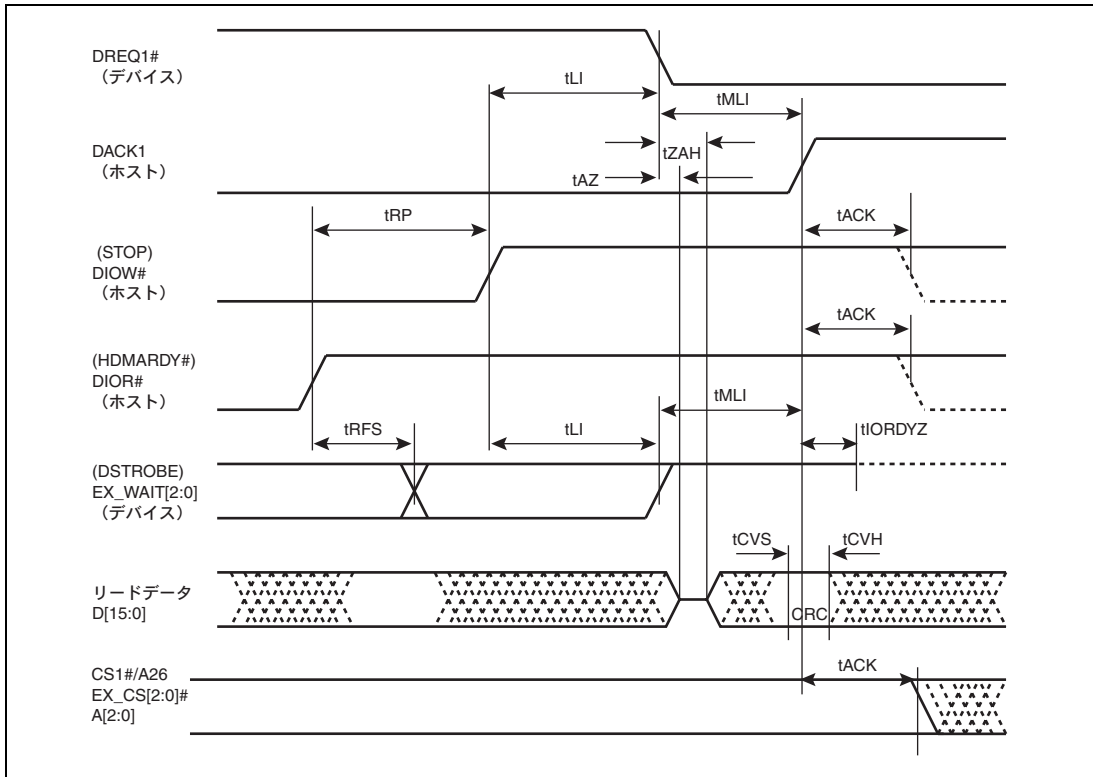 DREQ1#
（デバイス）
tLI
tMLI
DACK1
（ホスト）
tZAH
tAZ
tRP
tACK
(STOP)
DIOW#
（ホスト）
tACK
(HDMARDY#)
DIOR#
（ホスト）
tMLI
tRFS
tLI
tIORDYZ
(DSTROBE)
EX_WAIT[2:0]
（デバイス）
tCVS
tCVH
リードデータ
D[15:0]
CRC
CS1#/A26
EX_CS[2:0]#
A[2:0]
tACK